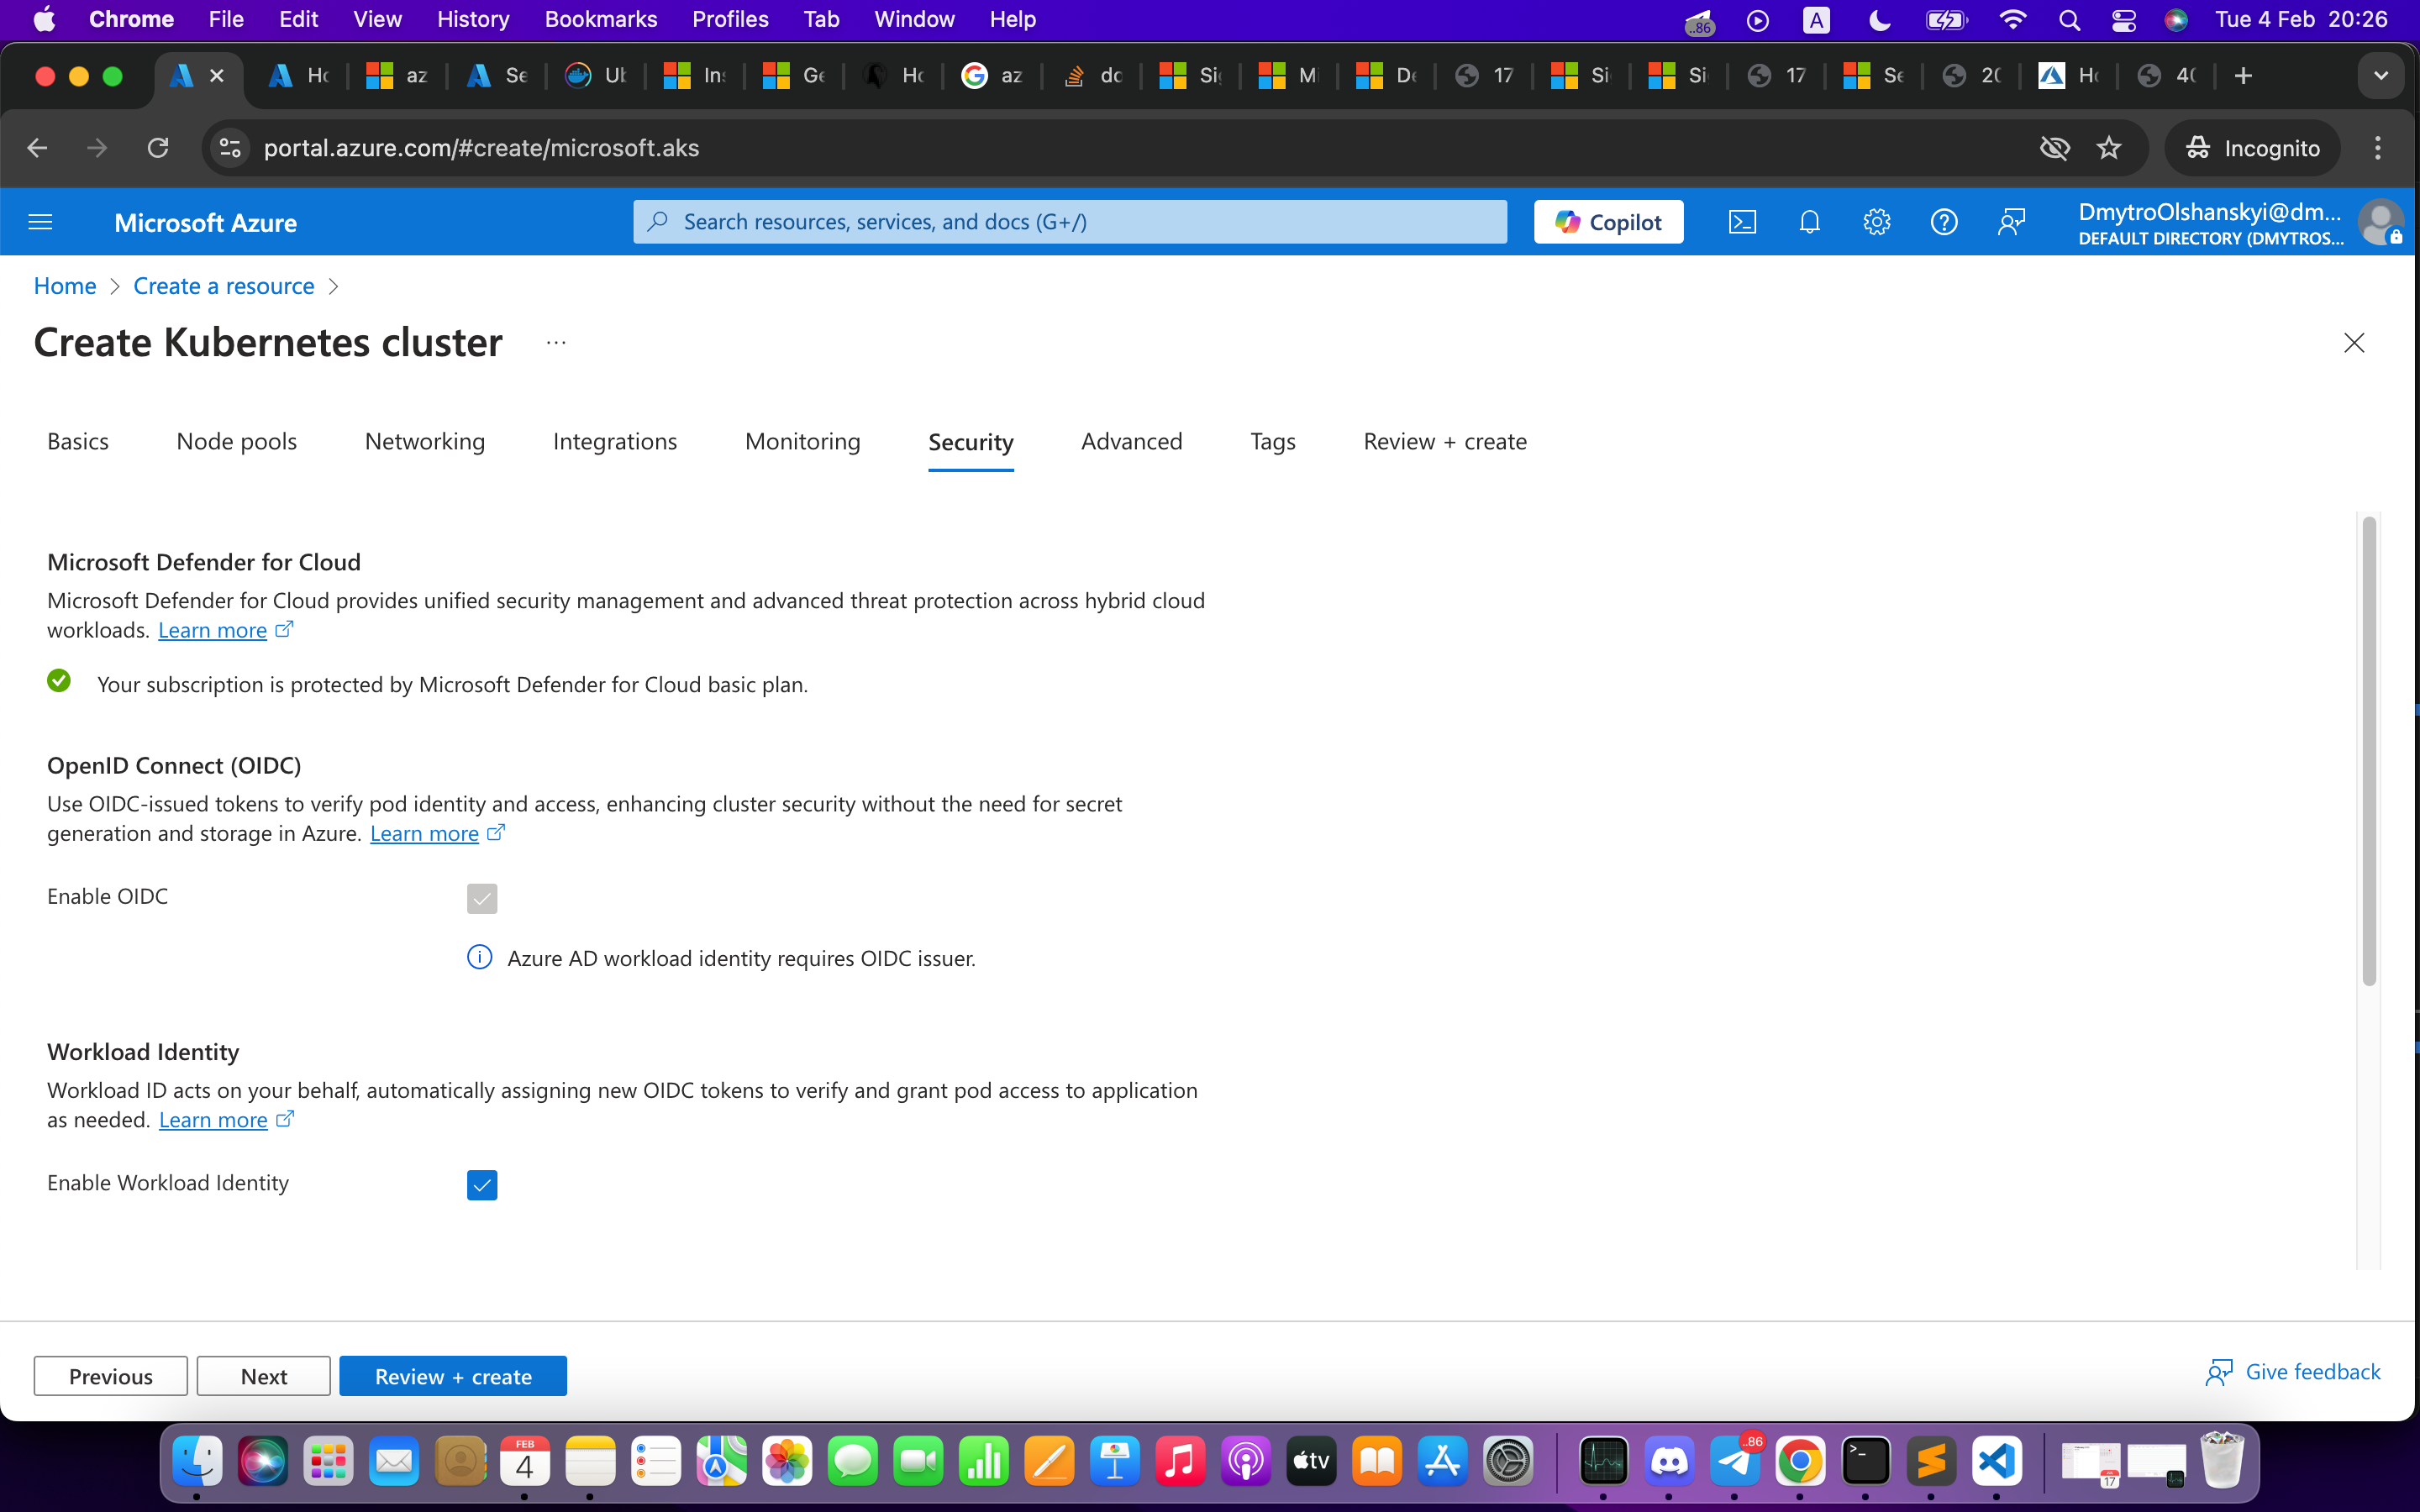 Chrome File Edit View History Bookmarks Profiles Tab Window Help
..86 A Tue 4 Feb 20:26
Hc az Se Ub Ins Ge Hc az dc Sig Mi De 17 Si Si 17 Se 20 Hc 40
portal.azure.com/#create/microsoft.aks
Incognito
Microsoft Azure
Search resources, services, and docs (G+/)
Copilot
DmytroOlshanskyi@dm...
DEFAULT DIRECTORY (DMYTROS...
Home > Create a resource >
Create Kubernetes cluster ...
Basics Node pools Networking Integrations Monitoring Security Advanced Tags Review + create
Microsoft Defender for Cloud
Microsoft Defender for Cloud provides unified security management and advanced threat protection across hybrid cloud
workloads. Learn more
Your subscription is protected by Microsoft Defender for Cloud basic plan.
OpenID Connect (OIDC)
Use OIDC-issued tokens to verify pod identity and access, enhancing cluster security without the need for secret
generation and storage in Azure. Learn more
Enable OIDC
Azure AD workload identity requires OIDC issuer.
Workload Identity
Workload ID acts on your behalf, automatically assigning new OIDC tokens to verify and grant pod access to application
as needed. Learn more
Enable Workload Identity
Previous Next Review + create
Give feedback
FEB
4
tv
..86
17